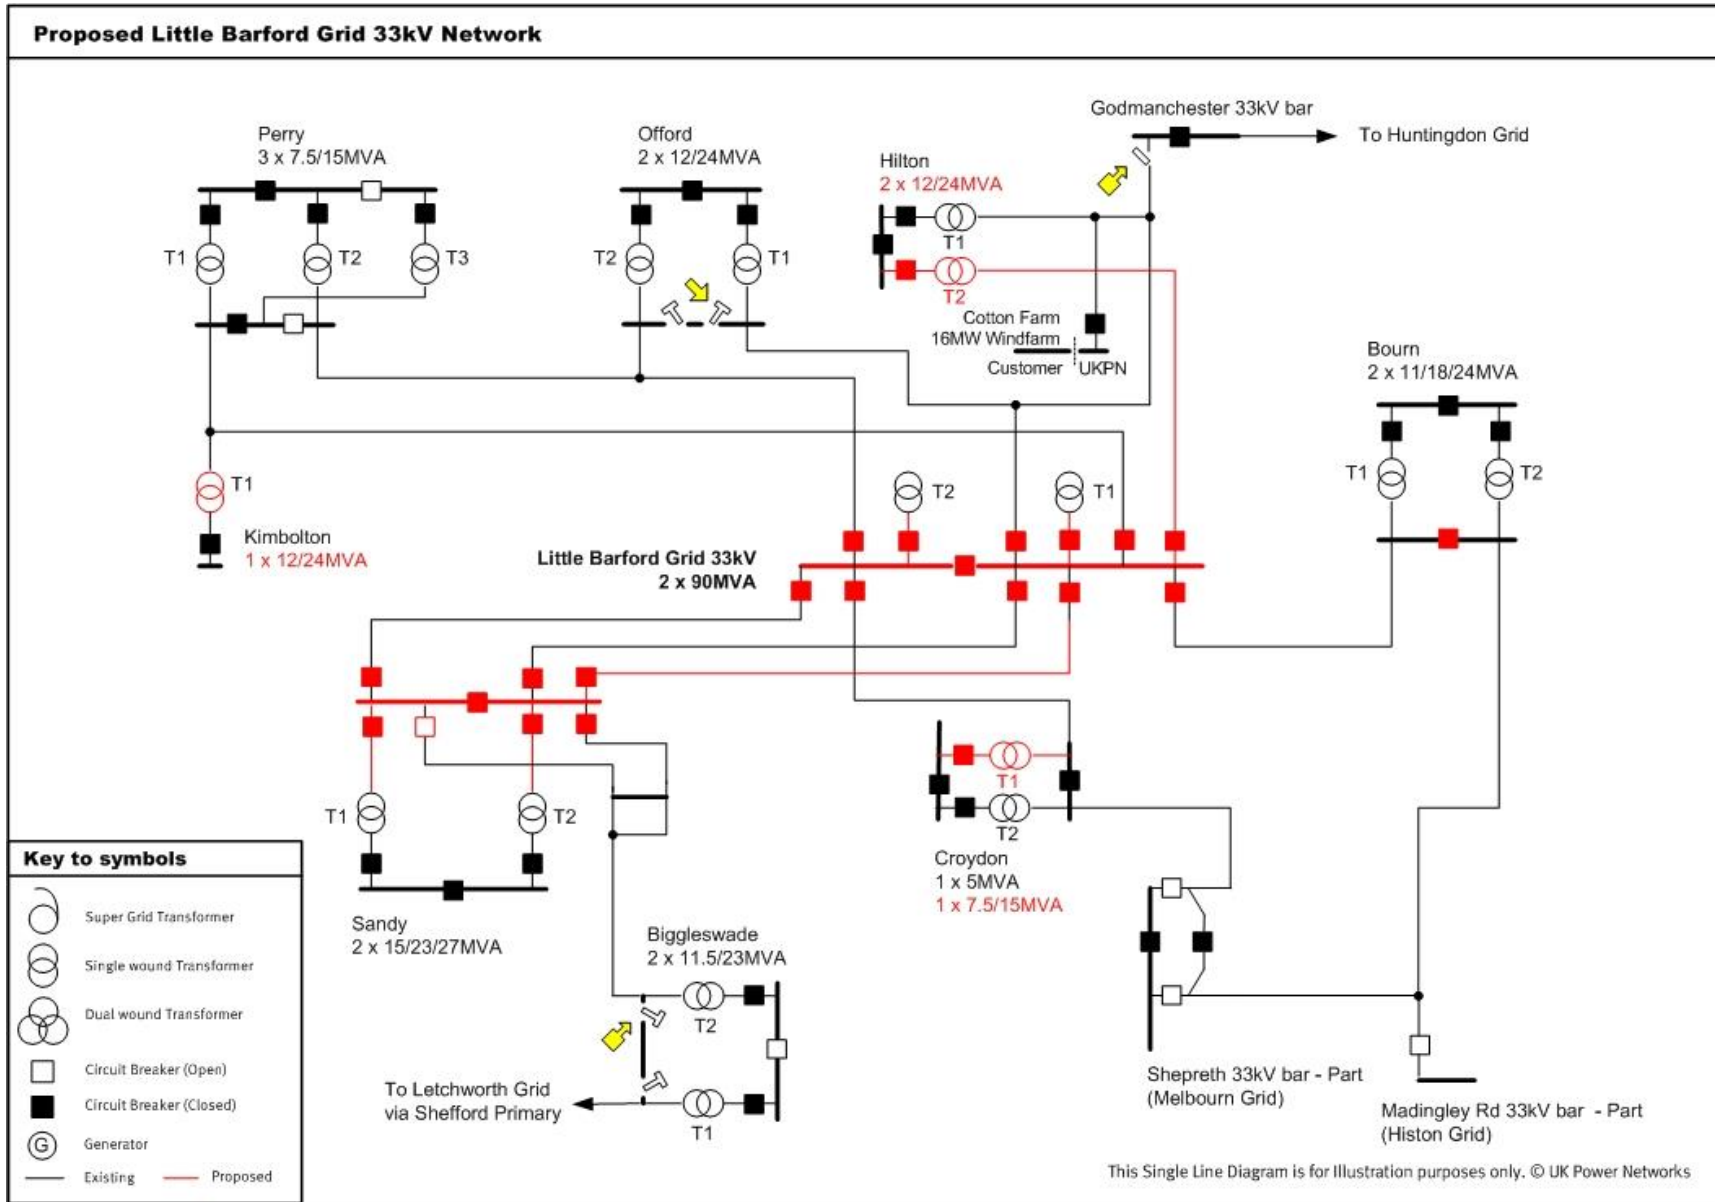 Proposed Little Barford Grid 33kV Network
Godmanchester 33kV bar
To Huntingdon Grid
Perry
3 x 7.5/15MVA
Offord
2 x 12/24MVA
Hilton
2 x 12/24MVA
T1
T2
T3
T2
T1
T1
T2
Cotton Farm
16MW Windfarm
Customer
UKPN
Bourn
2 x 11/18/24MVA
T1
T2
T1
Kimbolton
1 x 12/24MVA
T2
T1
Little Barford Grid 33kV
2 x 90MVA
T1
T2
Sandy
2 x 15/23/27MVA
T1
T2
Croydon
1 x 5MVA
1 x 7.5/15MVA
Biggleswade
2 x 11.5/23MVA
T2
T1
To Letchworth Grid
via Shefford Primary
Shepreth 33kV bar - Part
(Melbourn Grid)
Madingley Rd 33kV bar - Part
(Histon Grid)
Key to symbols
Super Grid Transformer
Single wound Transformer
Dual wound Transformer
Circuit Breaker (Open)
Circuit Breaker (Closed)
G
Generator
Existing
Proposed
This Single Line Diagram is for Illustration purposes only. © UK Power Networks